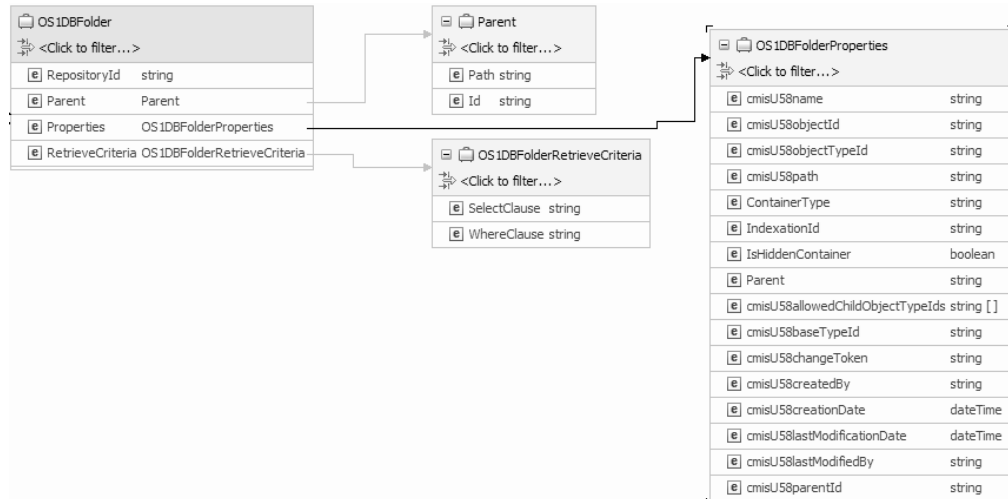 OS1DBFolder
<Click to filter...>
e RepositoryId string
e Parent Parent
e Properties OS1DBFolderProperties
e RetrieveCriteria OS1DBFolderRetrieveCriteria
Parent
<Click to filter...>
e Path string
e Id string
OS1DBFolderRetrieveCriteria
<Click to filter...>
e SelectClause string
e WhereClause string
OS1DBFolderProperties
<Click to filter...>
e cmisU58name string
e cmisU58objectId string
e cmisU58objectTypeId string
e cmisU58path string
e ContainerType string
e IndexationId string
e IsHiddenContainer boolean
e Parent string
e cmisU58allowedChildObjectTypeIds string []
e cmisU58baseTypeId string
e cmisU58changeToken string
e cmisU58createdBy string
e cmisU58creationDate dateTime
e cmisU58lastModificationDate dateTime
e cmisU58lastModifiedBy string
e cmisU58parentId string